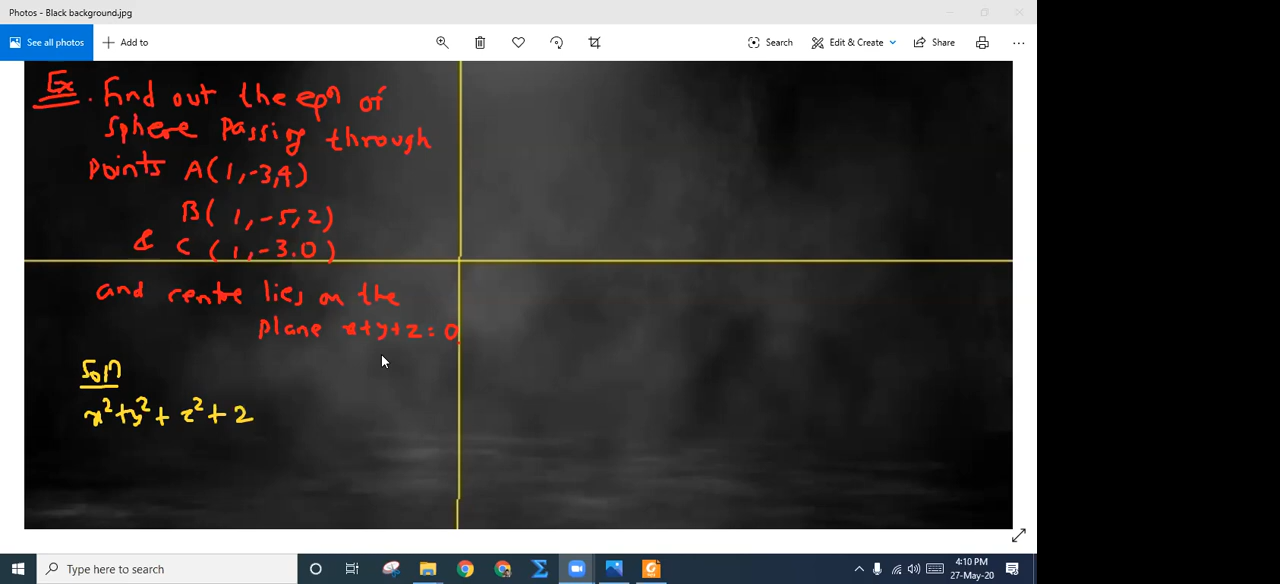 Photos - Black background.jpg
See all photos
Add to
Search
Edit & Create
Share
Ex. Find out the eqn of
sphere passing through
points A(1,-3,4)
B(1,-5,2)
& C (1,-3.0)
and centre lies on the
plane x+y+z=0
Soln
x²+y²+z²+2
Type here to search
4:10 PM
27-May-20